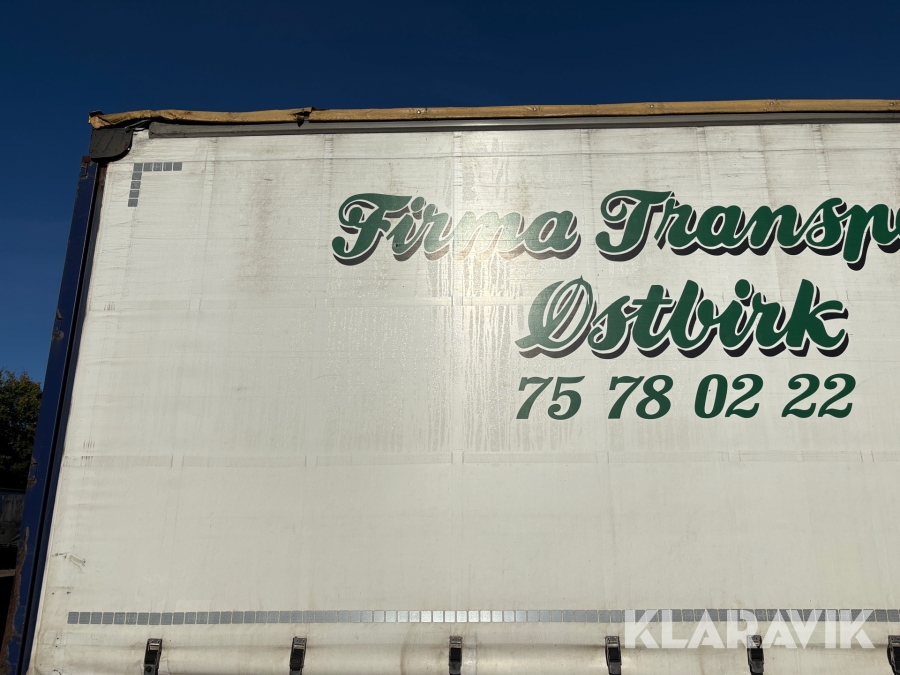 Firma Transp
Østbirk
75 78 02 22
KLARAVIK